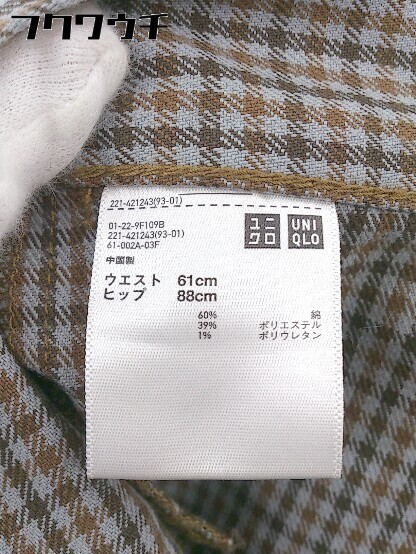 フクワウチ
221-421243(93-01)
01-22-9F109B
221-421243(93-01)
61-002A-03F
中国製
ユニ
クロ
UNI
QLO
ウエスト 61cm
ヒップ 88cm
60% 綿
39% ポリエステル
1% ポリウレタン